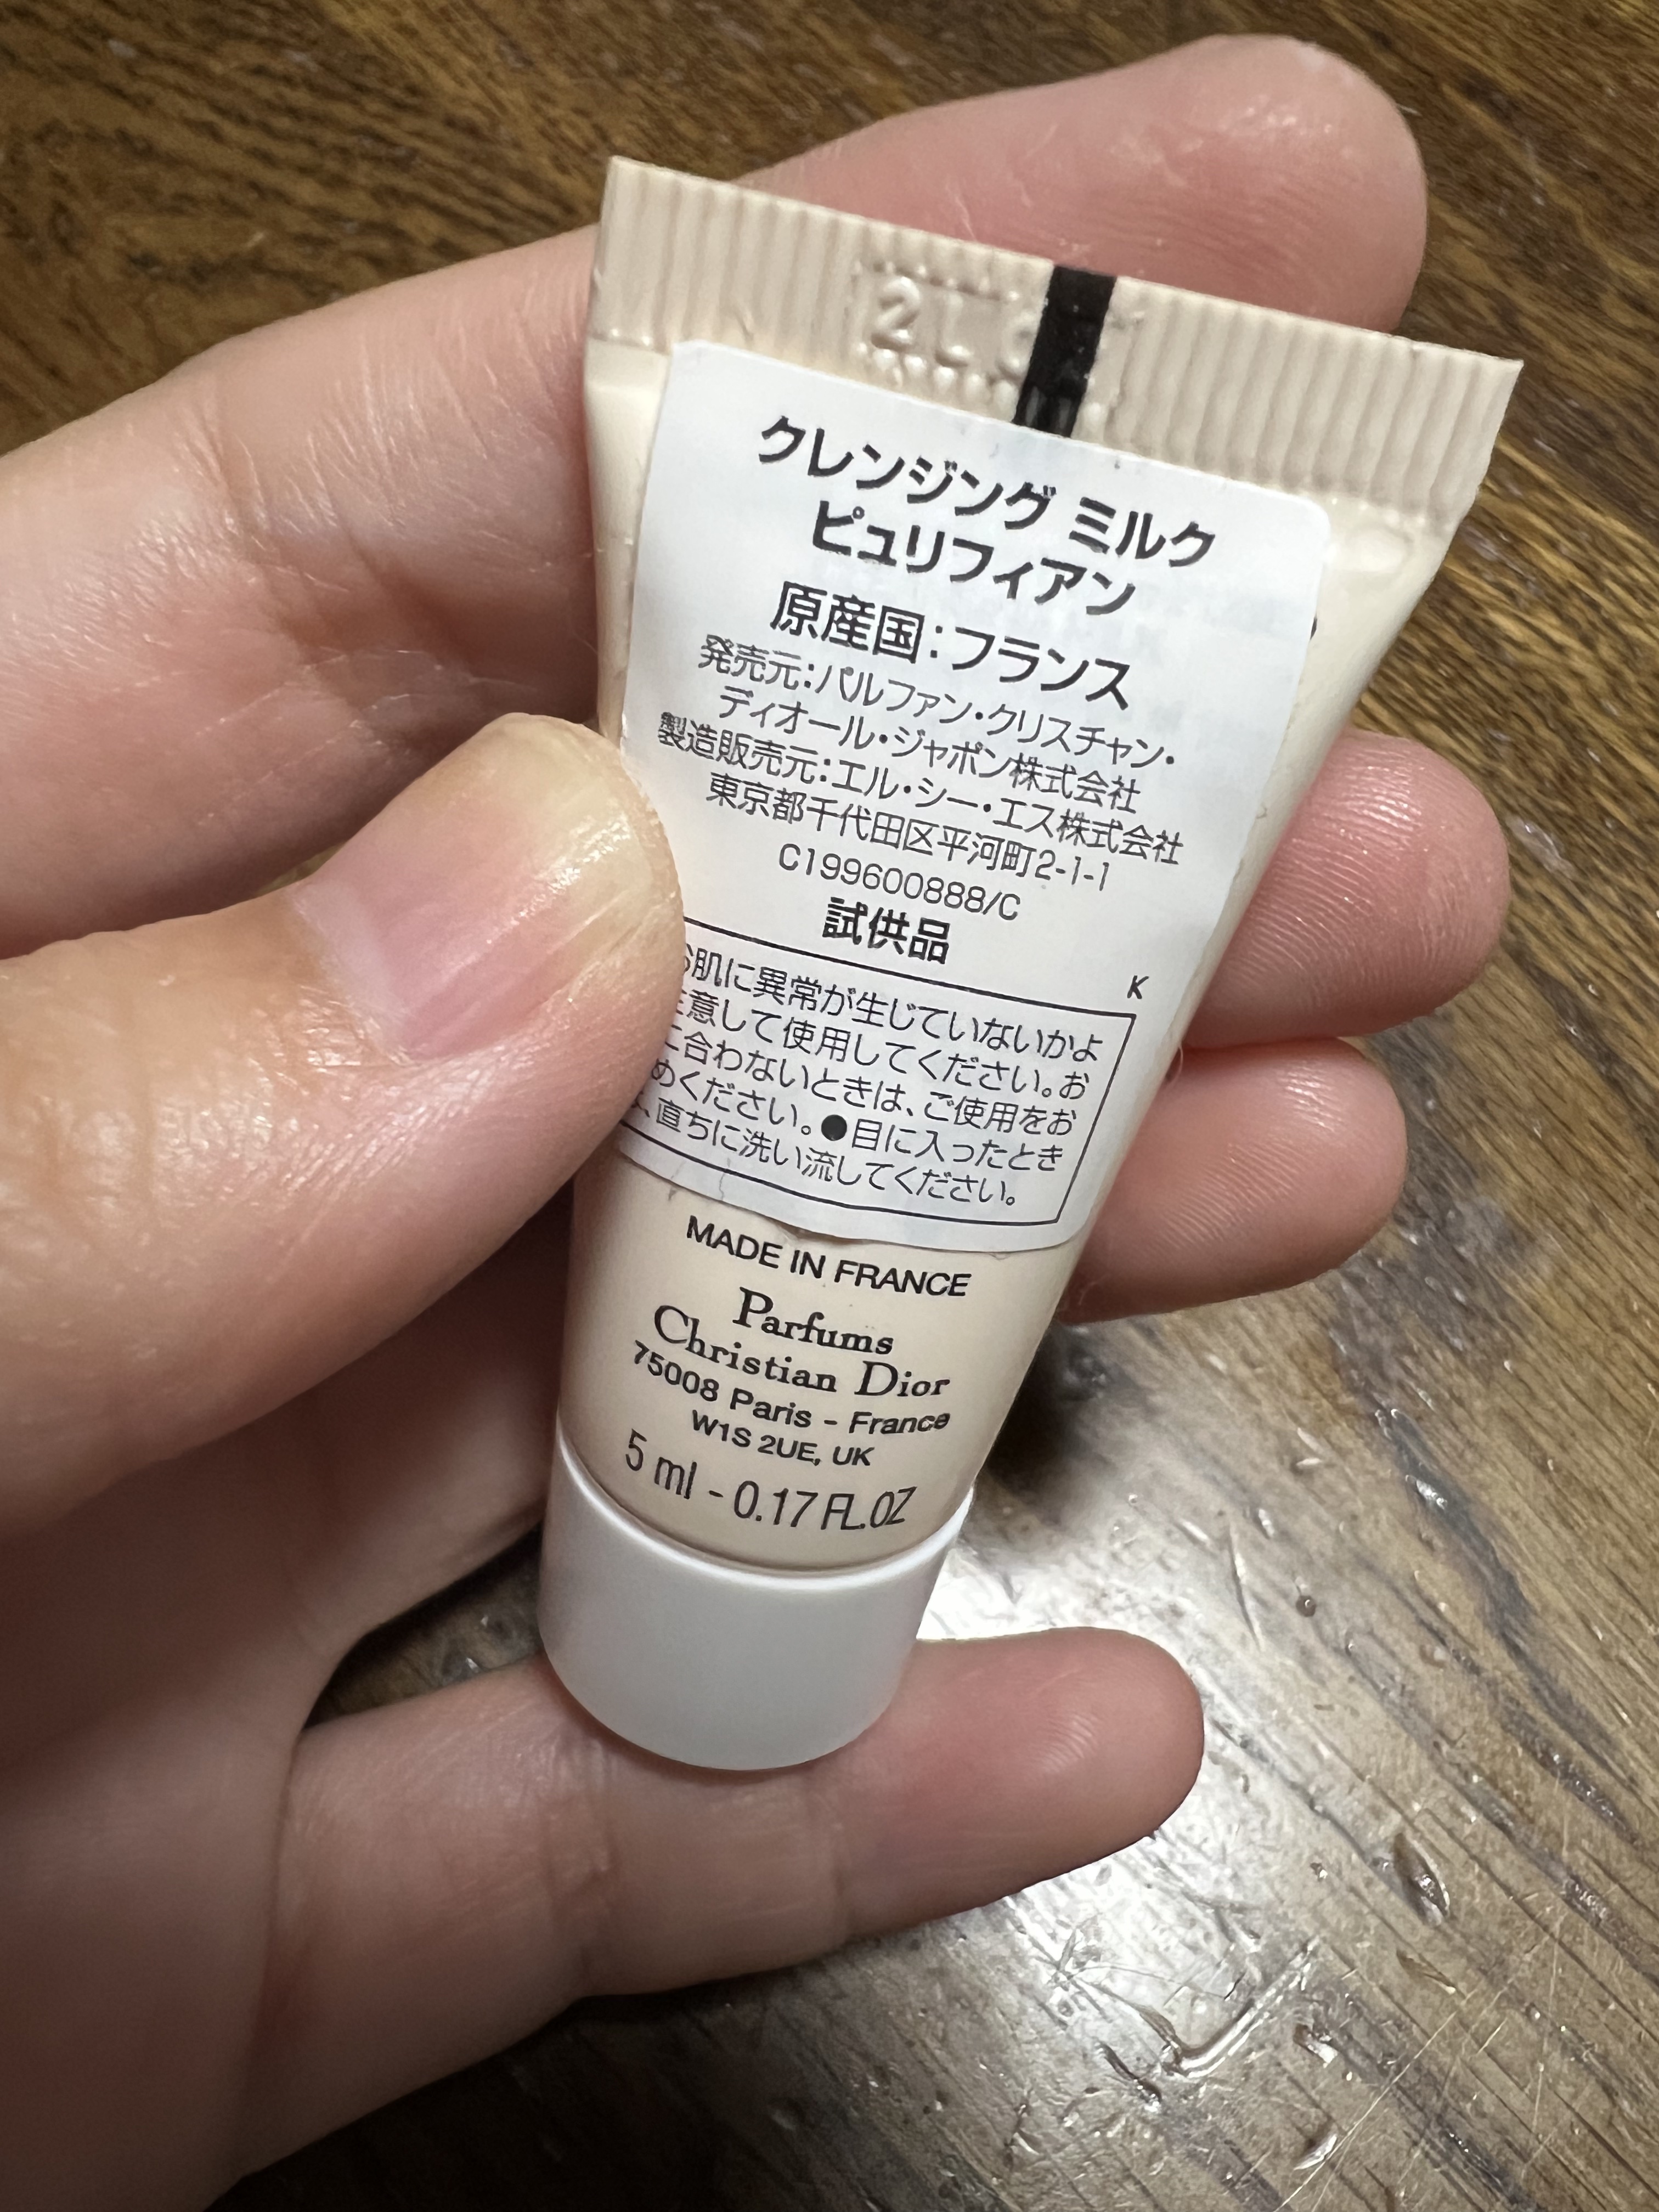 クレンジング ミルク
ピュリフィアン
原産国：フランス
発売元：パルファン・クリスチャン・
ディオール・ジャポン株式会社
製造販売元：エル・シー・エス株式会社
東京都千代田区平河町2-1-1
C199600888/C
試供品
K
肌に異常が生じていないかよ
意して使用してください。お
合わないときは、ご使用をお
めください。●目に入ったとき
、直ちに洗い流してください。
MADE IN FRANCE
Parfums
Christian Dior
75008 Paris - France
W1S 2UE, UK
5 ml - 0.17 FL.OZ